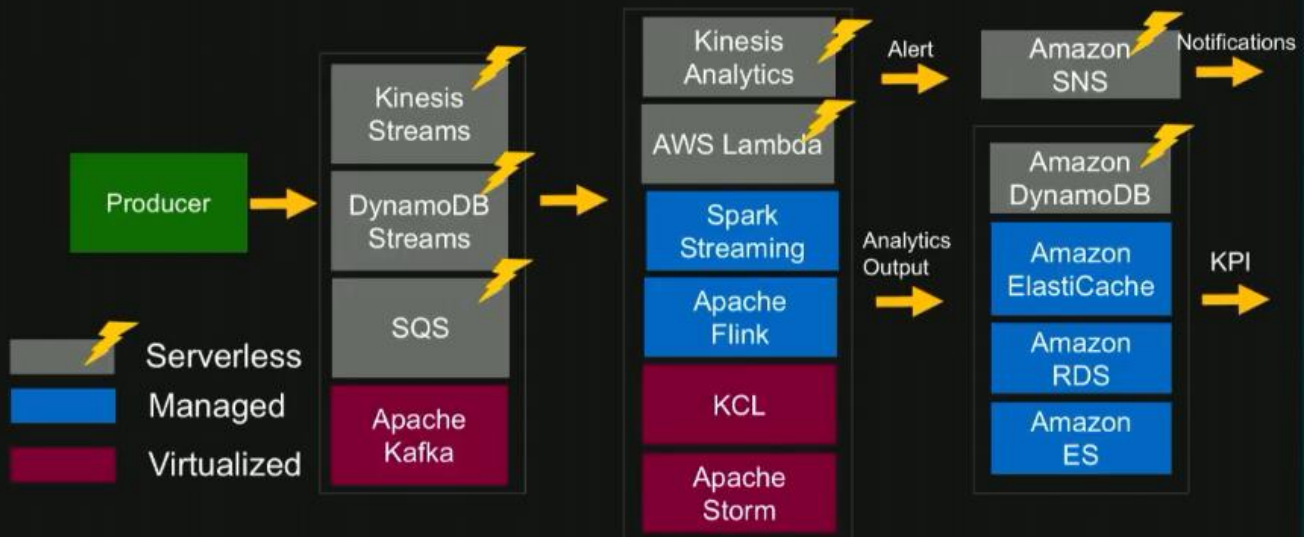 Producer
Kinesis
Streams
DynamoDB
Streams
SQS
Apache
Kafka
Kinesis
Analytics
AWS Lambda
Spark
Streaming
Apache
Flink
KCL
Apache
Storm
Alert
Analytics
Output
Amazon
SNS
Notifications
Amazon
DynamoDB
Amazon
ElastiCache
Amazon
RDS
Amazon
ES
KPI
Serverless
Managed
Virtualized